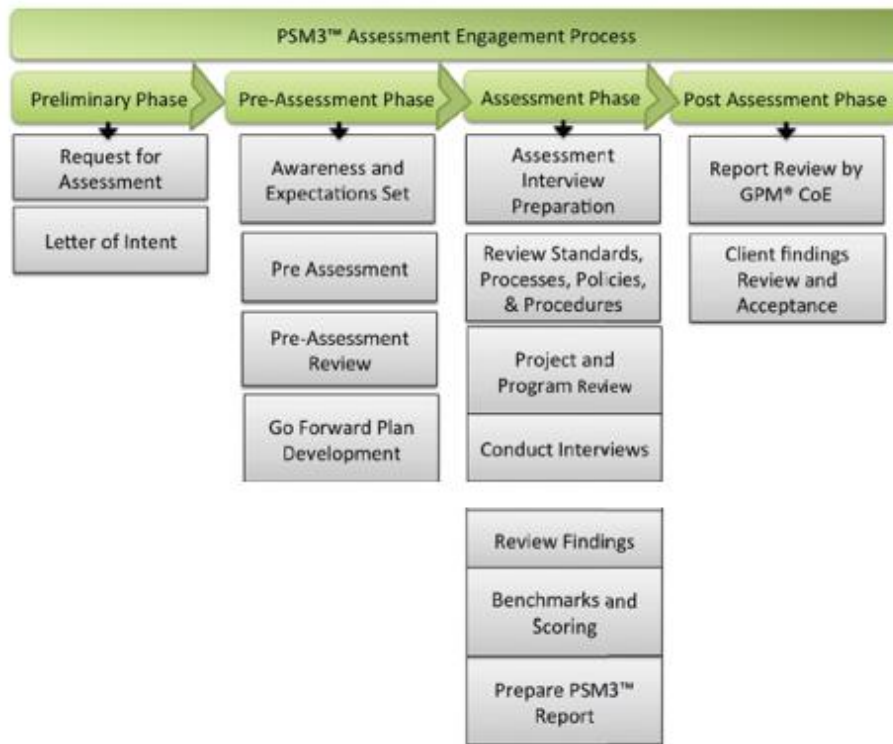 PSM3™ Assessment Engagement Process
Preliminary Phase
Pre-Assessment Phase
Assessment Phase
Post Assessment Phase
Request for
Assessment
Letter of Intent
Awareness and
Expectations Set
Pre Assessment
Pre-Assessment
Review
Go Forward Plan
Development
Assessment
Interview
Preparation
Review Standards,
Processes, Policies,
& Procedures
Project and
Program Review
Conduct Interviews
Review Findings
Benchmarks and
Scoring
Prepare PSM3™
Report
Report Review by
GPM® CoE
Client findings
Review and
Acceptance